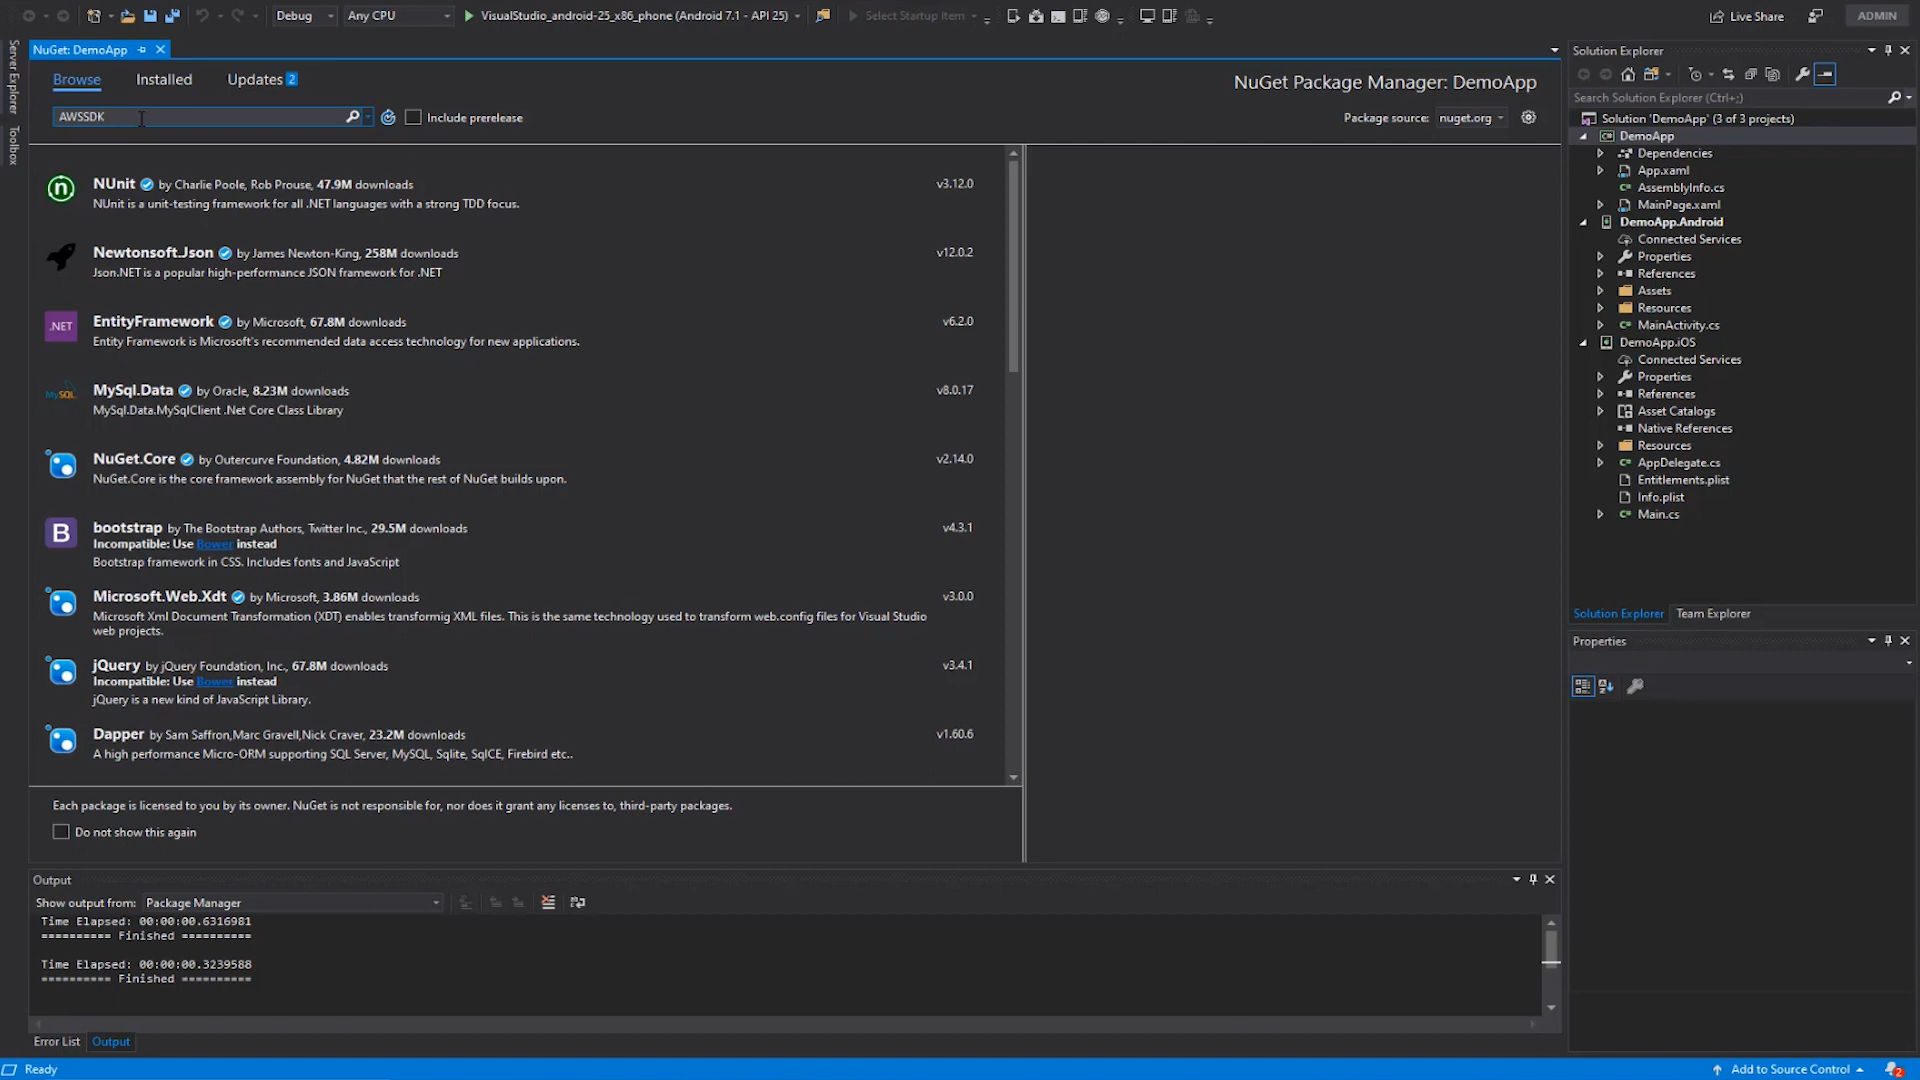 Debug
Any CPU
VisualStudio_android-25_x86_phone (Android 7.1 - API 25)
Select Startup Item
Live Share
ADMIN
Server Explorer
Toolbox
NuGet: DemoApp
Browse
Installed
Updates 2
NuGet Package Manager: DemoApp
AWSSDK
Include prerelease
Package source: nuget.org
NUnit by Charlie Poole, Rob Prouse, 47.9M downloads
v3.12.0
NUnit is a unit-testing framework for all .NET languages with a strong TDD focus.
Newtonsoft.Json by James Newton-King, 258M downloads
v12.0.2
Json.NET is a popular high-performance JSON framework for .NET
.NET
EntityFramework by Microsoft, 67.8M downloads
v6.2.0
Entity Framework is Microsoft's recommended data access technology for new applications.
MySQL
MySql.Data by Oracle, 8.23M downloads
v8.0.17
MySql.Data.MySqlClient .Net Core Class Library
NuGet.Core by Outercurve Foundation, 4.82M downloads
v2.14.0
NuGet.Core is the core framework assembly for NuGet that the rest of NuGet builds upon.
B
bootstrap by The Bootstrap Authors, Twitter Inc., 29.5M downloads
v4.3.1
Incompatible: Use Bower instead
Bootstrap framework in CSS. Includes fonts and JavaScript
Microsoft.Web.Xdt by Microsoft, 3.86M downloads
v3.0.0
Microsoft Xml Document Transformation (XDT) enables transformig XML files. This is the same technology used to transform web.config files for Visual Studio
web projects.
jQuery by jQuery Foundation, Inc., 67.8M downloads
v3.4.1
Incompatible: Use Bower instead
jQuery is a new kind of JavaScript Library.
Dapper by Sam Saffron,Marc Gravell,Nick Craver, 23.2M downloads
v1.60.6
A high performance Micro-ORM supporting SQL Server, MySQL, Sqlite, SqlCE, Firebird etc..
Each package is licensed to you by its owner. NuGet is not responsible for, nor does it grant any licenses to, third-party packages.
Do not show this again
Output
Show output from: Package Manager
Time Elapsed: 00:00:00.6316981
========== Finished ==========
Time Elapsed: 00:00:00.3239588
========== Finished ==========
Error List
Output
Ready
Add to Source Control
2
Solution Explorer
Search Solution Explorer (Ctrl+;)
Solution 'DemoApp' (3 of 3 projects)
DemoApp
Dependencies
App.xaml
AssemblyInfo.cs
MainPage.xaml
DemoApp.Android
Connected Services
Properties
References
Assets
Resources
MainActivity.cs
DemoApp.iOS
Connected Services
Properties
References
Asset Catalogs
Native References
Resources
AppDelegate.cs
Entitlements.plist
Info.plist
Main.cs
Solution Explorer
Team Explorer
Properties